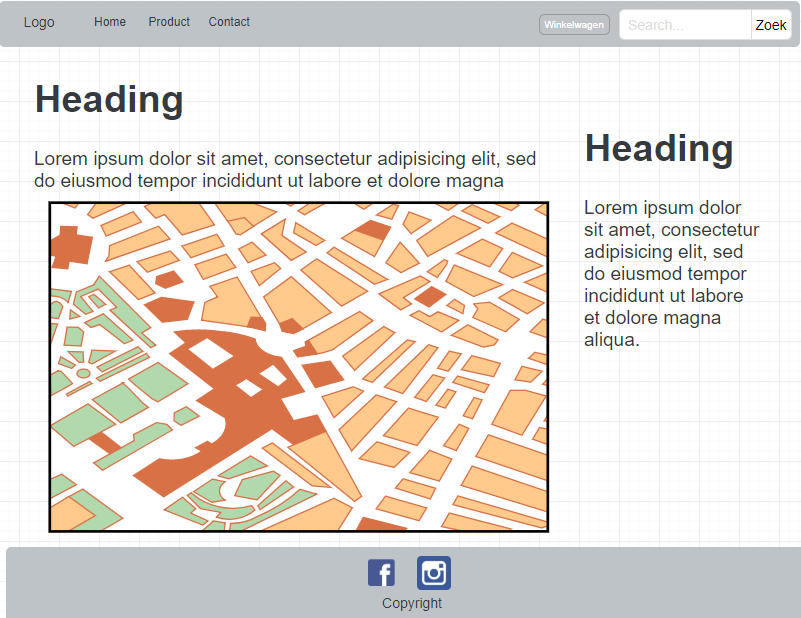 Logo Home Product Contact Winkelwagen Search... Zoek
Heading
Lorem ipsum dolor sit amet, consectetur adipisicing elit, sed
do eiusmod tempor incididunt ut labore et dolore magna
Heading
Lorem ipsum dolor
sit amet, consectetur
adipisicing elit, sed
do eiusmod tempor
incididunt ut labore
et dolore magna
aliqua.
Copyright